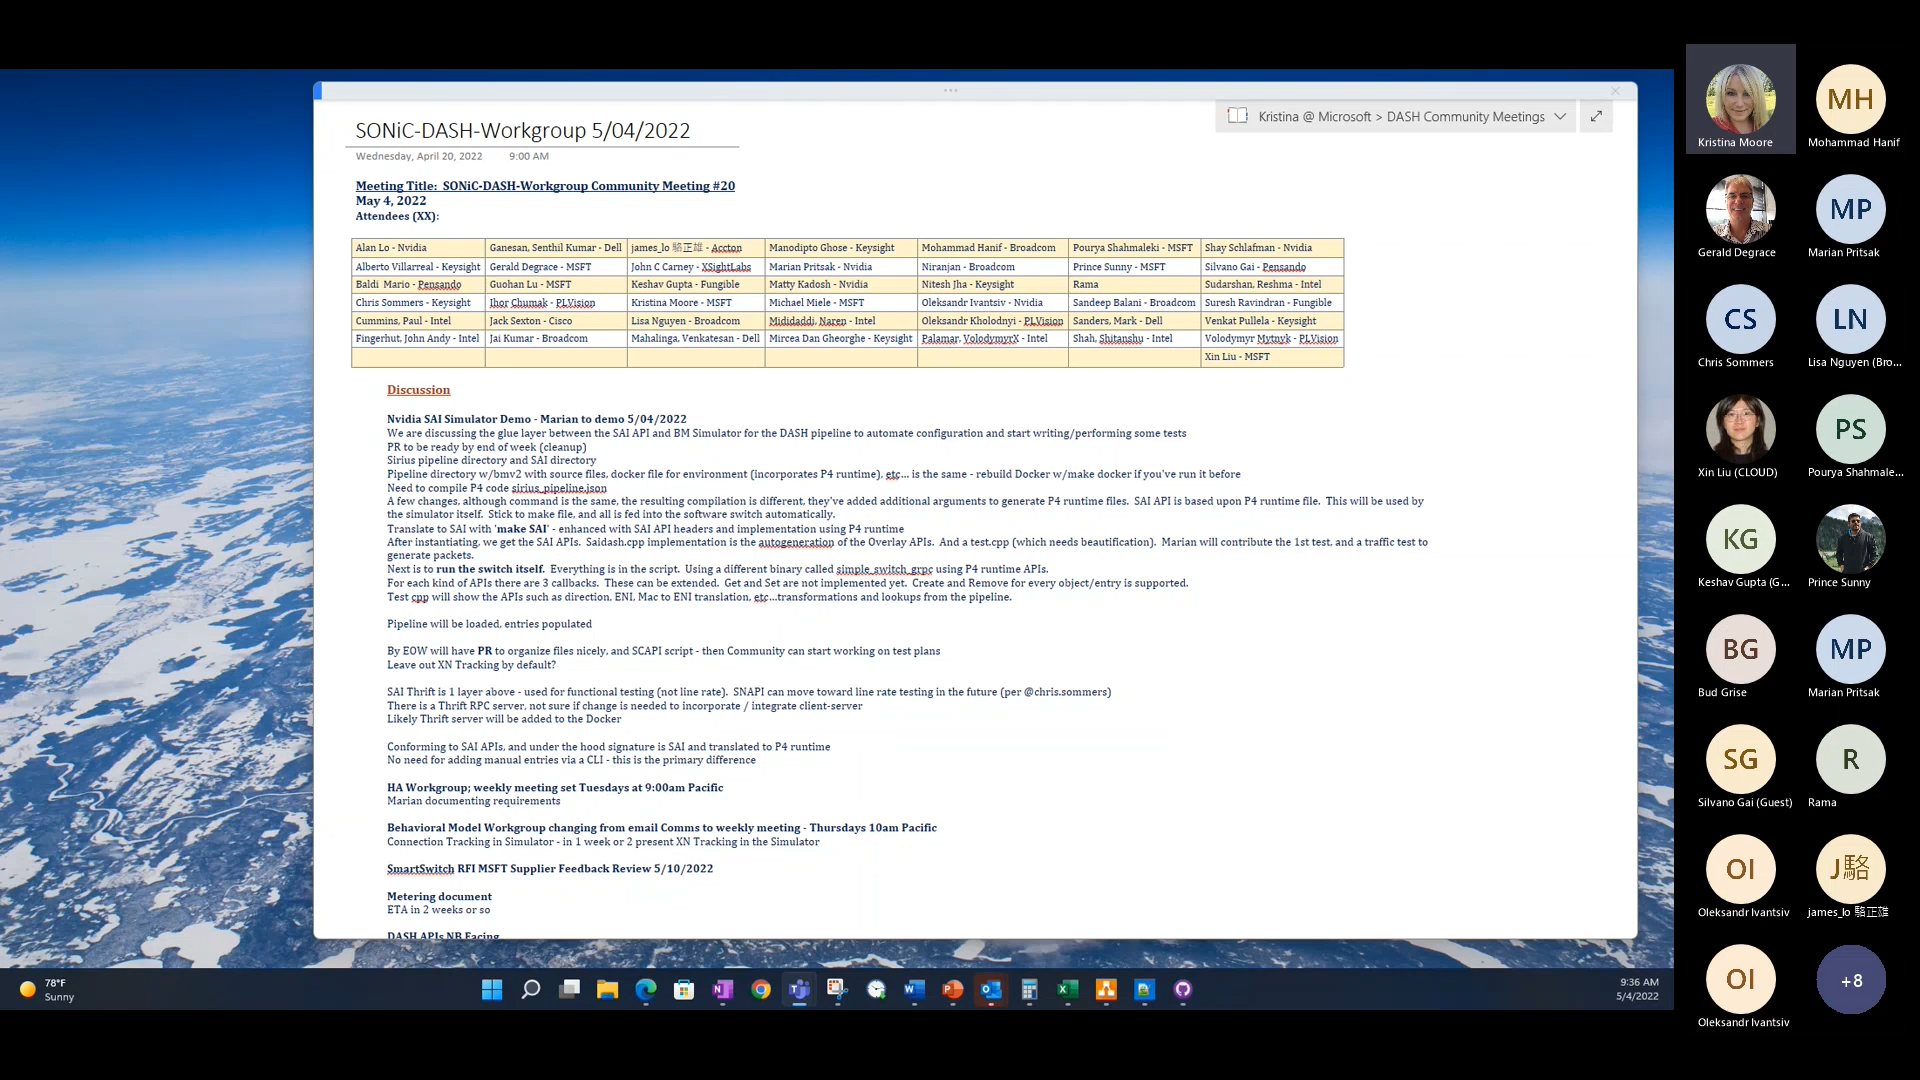 Kristina @ Microsoft > DASH Community Meetings
SONiC-DASH-Workgroup 5/04/2022
Wednesday, April 20, 2022 9:00 AM
Meeting Title: SONiC-DASH-Workgroup Community Meeting #20
May 4, 2022
Attendees (XX):
Alan Lo - Nvidia Ganesan, Senthil Kumar - Dell james_lo 駱正雄 - Accton Manodipto Ghose - Keysight Mohammad Hanif - Broadcom Pourya Shahmaleki - MSFT Shay Schlafman - Nvidia
Alberto Villarreal - Keysight Gerald Degrace - MSFT John C Carney - XSightLabs Marian Pritsak - Nvidia Niranjan - Broadcom Prince Sunny - MSFT Silvano Gai - Pensando
Baldi Mario - Pensando Guohan Lu - MSFT Keshav Gupta - Fungible Matty Kadosh - Nvidia Nitesh Jha - Keysight Rama Sudarshan, Reshma - Intel
Chris Sommers - Keysight Ihor Chumak - PLVision Kristina Moore - MSFT Michael Miele - MSFT Oleksandr Ivantsiv - Nvidia Sandeep Balani - Broadcom Suresh Ravindran - Fungible
Cummins, Paul - Intel Jack Sexton - Cisco Lisa Nguyen - Broadcom Mididaddi, Naren - Intel Oleksandr Kholodnyi - PLVision Sanders, Mark - Dell Venkat Pullela - Keysight
Fingerhut, John Andy - Intel Jai Kumar - Broadcom Mahalinga, Venkatesan - Dell Mircea Dan Gheorghe - Keysight Palamar, VolodymyrX - Intel Shah, Shitanshu - Intel Volodymyr Mytnyk - PLVision
Xin Liu - MSFT
Discussion
Nvidia SAI Simulator Demo - Marian to demo 5/04/2022
We are discussing the glue layer between the SAI API and BM Simulator for the DASH pipeline to automate configuration and start writing/performing some tests
PR to be ready by end of week (cleanup)
Sirius pipeline directory and SAI directory
Pipeline directory w/bmv2 with source files, docker file for environment (incorporates P4 runtime), etc... is the same - rebuild Docker w/make docker if you've run it before
Need to compile P4 code sirius_pipeline.json
A few changes, although command is the same, the resulting compilation is different, they've added additional arguments to generate P4 runtime files. SAI API is based upon P4 runtime file. This will be used by
the simulator itself. Stick to make file, and all is fed into the software switch automatically.
Translate to SAI with 'make SAI' - enhanced with SAI API headers and implementation using P4 runtime
After instantiating, we get the SAI APIs. Saidash.cpp implementation is the autogeneration of the Overlay APIs. And a test.cpp (which needs beautification). Marian will contribute the 1st test, and a traffic test to
generate packets.
Next is to run the switch itself. Everything is in the script. Using a different binary called simple_switch_grpc using P4 runtime APIs.
For each kind of APIs there are 3 callbacks. These can be extended. Get and Set are not implemented yet. Create and Remove for every object/entry is supported.
Test cpp will show the APIs such as direction, ENI, Mac to ENI translation, etc...transformations and lookups from the pipeline.
Pipeline will be loaded, entries populated
By EOW will have PR to organize files nicely, and SCAPI script - then Community can start working on test plans
Leave out XN Tracking by default?
SAI Thrift is 1 layer above - used for functional testing (not line rate). SNAPI can move toward line rate testing in the future (per @chris.sommers)
There is a Thrift RPC server, not sure if change is needed to incorporate / integrate client-server
Likely Thrift server will be added to the Docker
Conforming to SAI APIs, and under the hood signature is SAI and translated to P4 runtime
No need for adding manual entries via a CLI - this is the primary difference
HA Workgroup; weekly meeting set Tuesdays at 9:00am Pacific
Marian documenting requirements
Behavioral Model Workgroup changing from email Comms to weekly meeting - Thursdays 10am Pacific
Connection Tracking in Simulator - in 1 week or 2 present XN Tracking in the Simulator
SmartSwitch RFI MSFT Supplier Feedback Review 5/10/2022
Metering document
ETA in 2 weeks or so
DASH APIs NB Facing
78°F
Sunny
9:36 AM
5/4/2022
MH
Kristina Moore Mohammad Hanif
MP
Gerald Degrace Marian Pritsak
CS LN
Chris Sommers Lisa Nguyen (Bro...
PS
Xin Liu (CLOUD) Pourya Shahmale...
KG
Keshav Gupta (G... Prince Sunny
BG MP
Bud Grise Marian Pritsak
SG R
Silvano Gai (Guest) Rama
OI J駱
Oleksandr Ivantsiv james_lo 駱正雄
OI +8
Oleksandr Ivantsiv